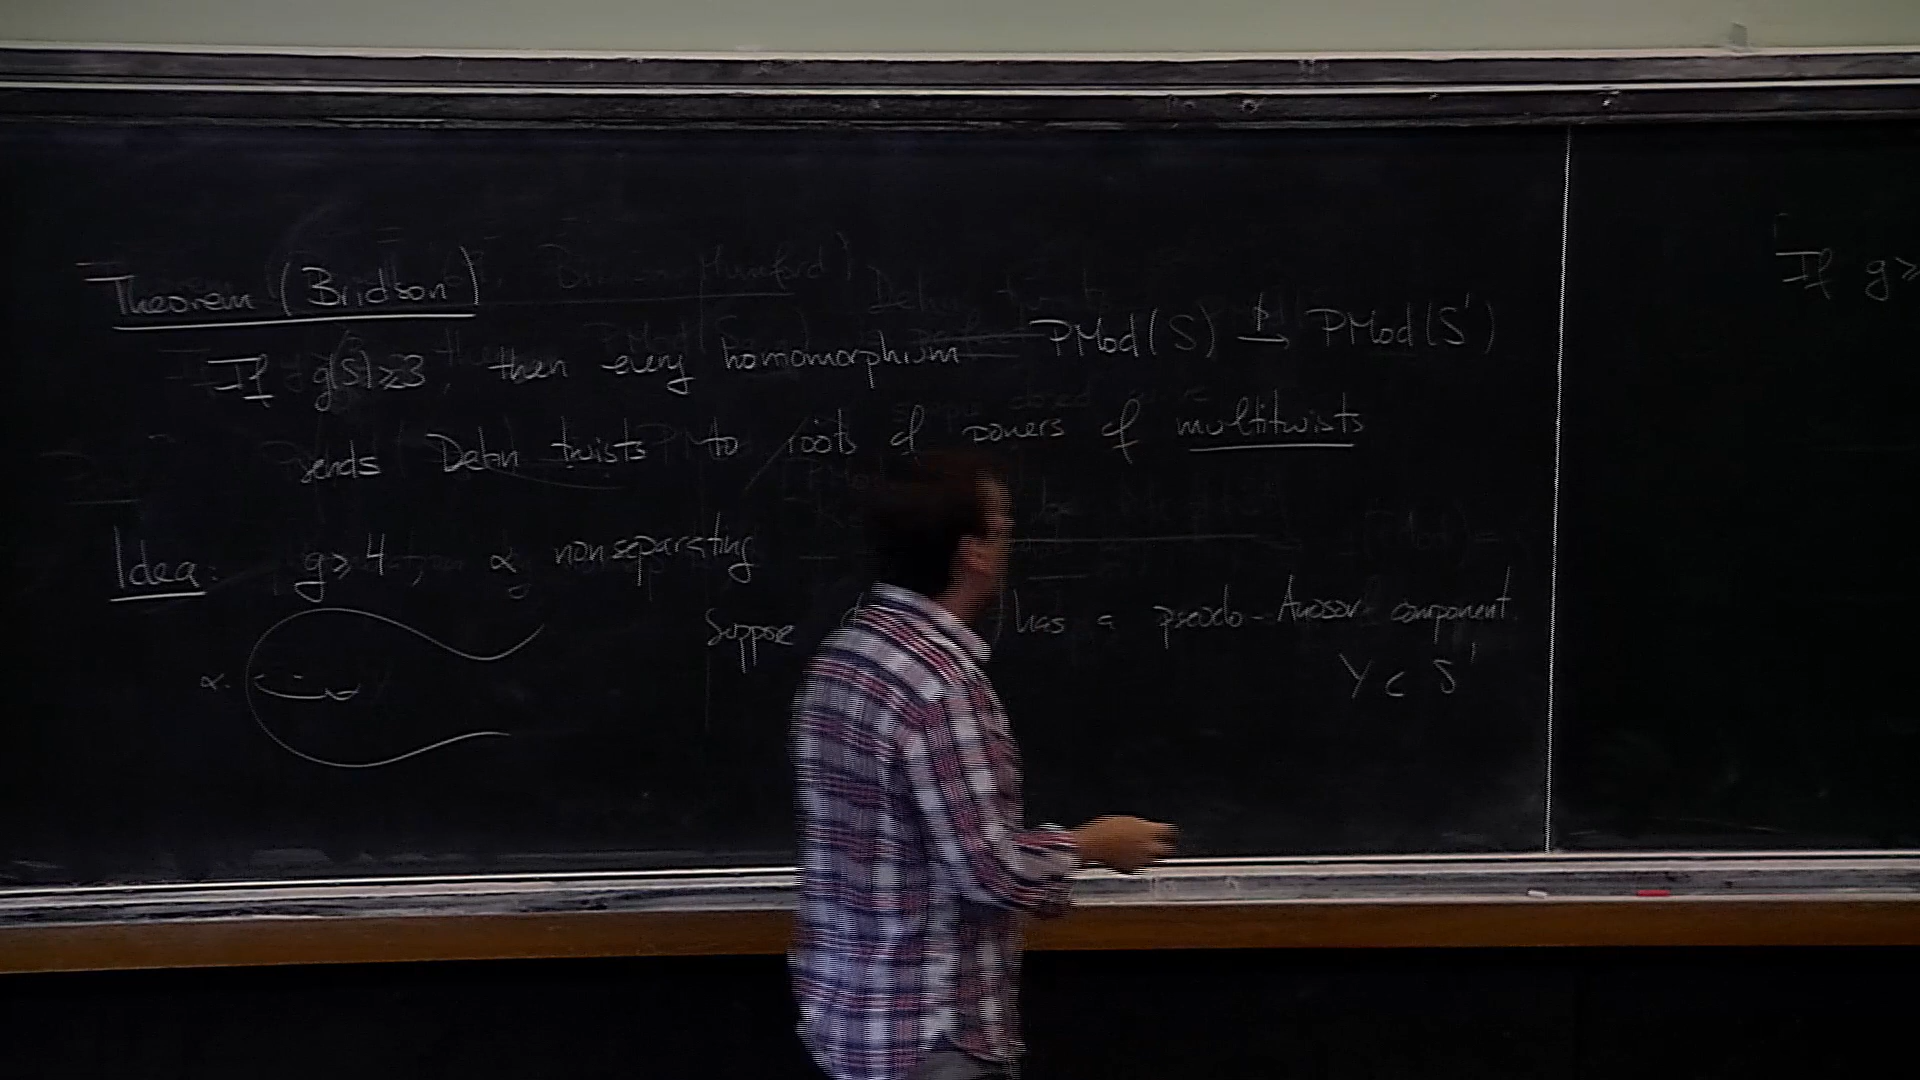 Theorem (Bridson)
If g(S)≥3, then every homomorphism PMod(S) →ϕ PMod(S')
sends Dehn twists to roots of powers of multitwists
Idea: g≥4, α nonseparating
Suppose ) has a pseudo-Anosov component
Y ⊂ S'
α
If g≥